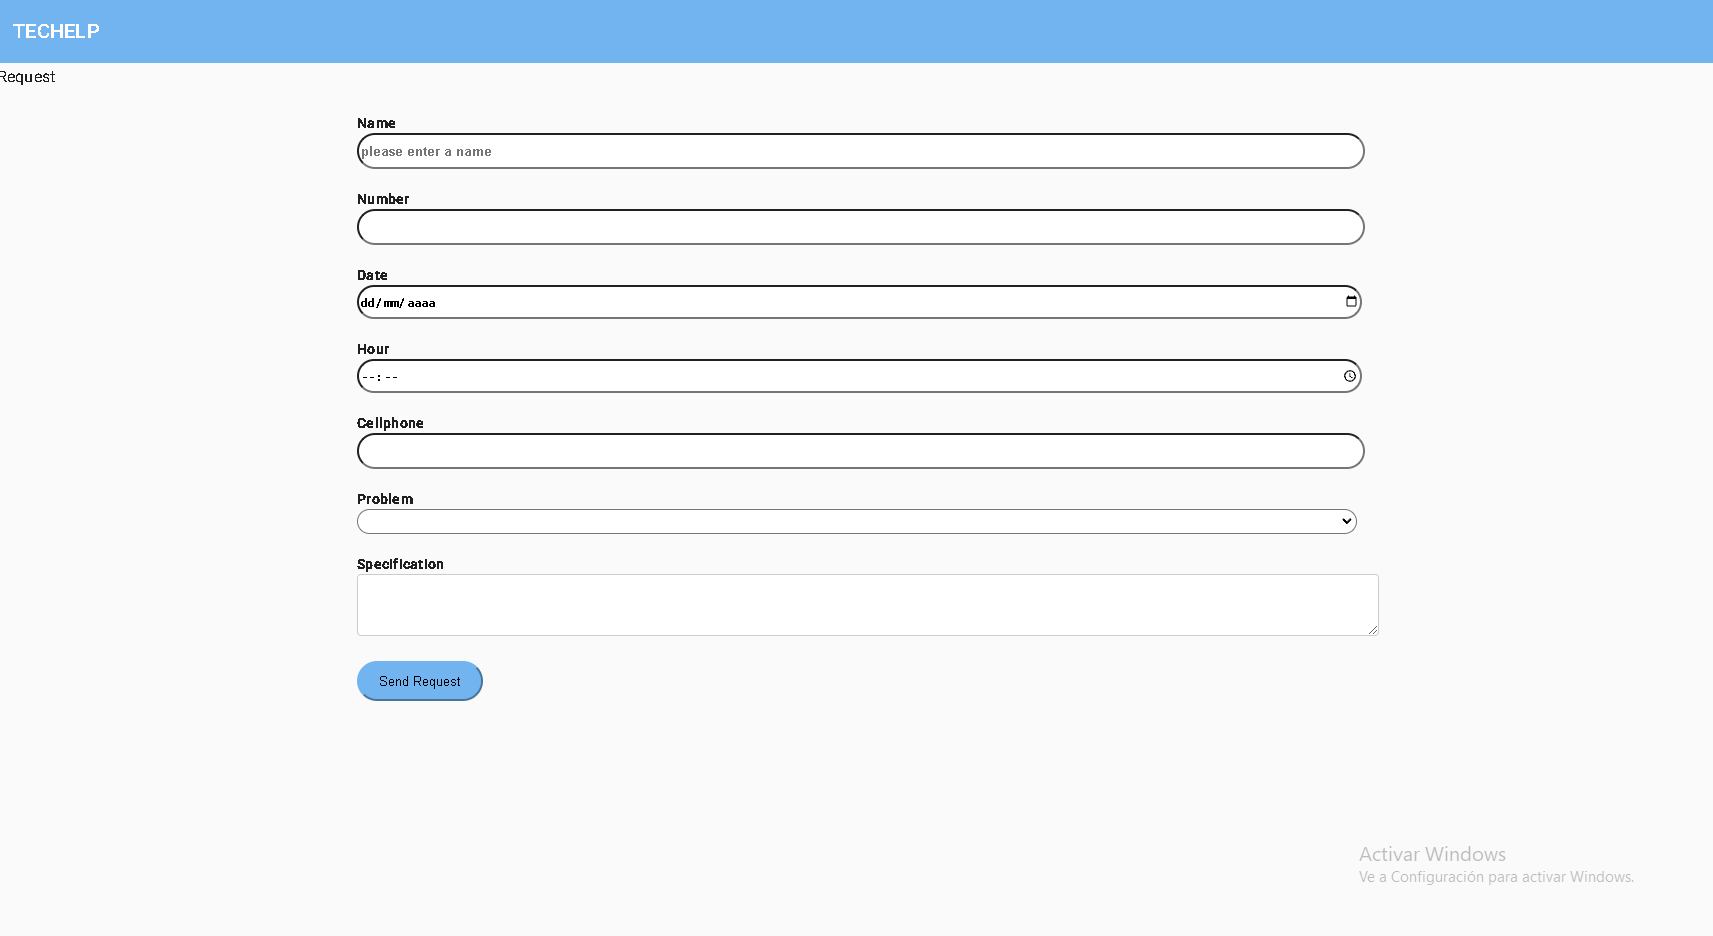 TECHELP
Request
Name
please enter a name
Number
Date
dd/mm/aaaa
Hour
--:--
Cellphone
Problem
Specification
Send Request
Activar Windows
Ve a Configuración para activar Windows.